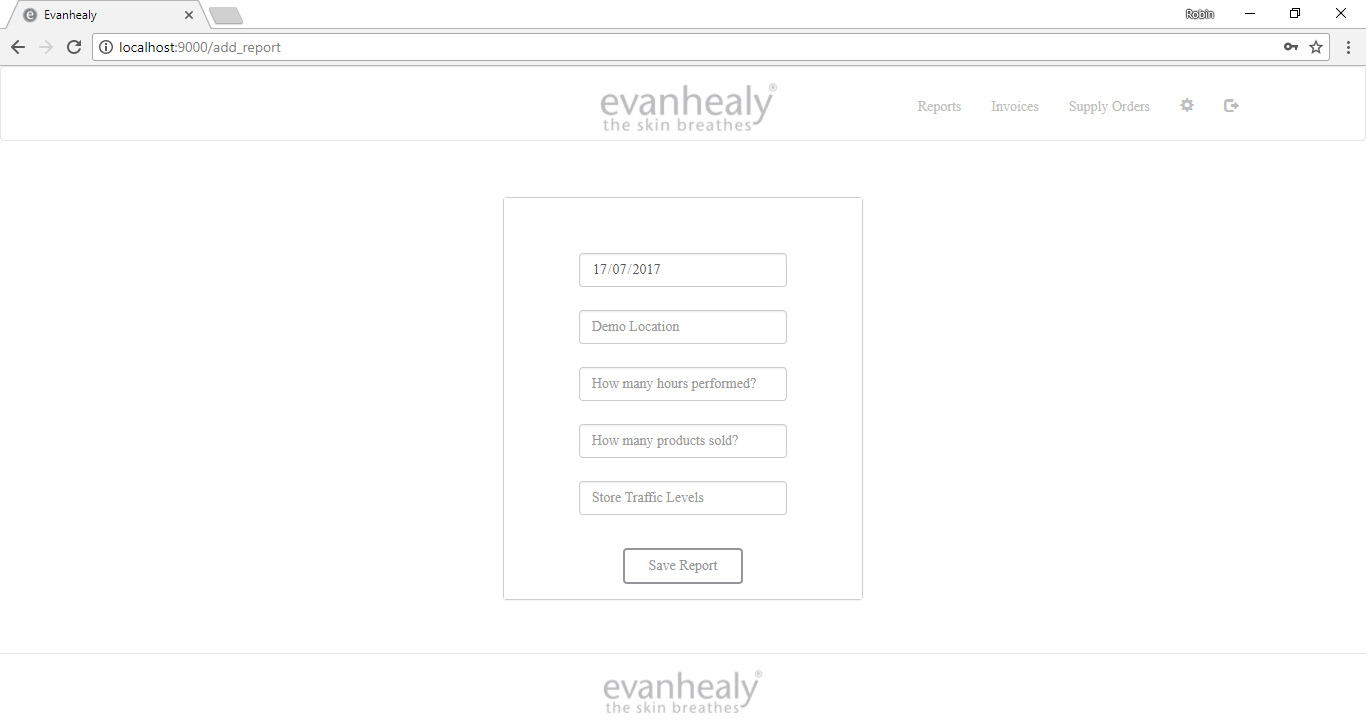 Evanhealy
Robin
localhost:9000/add_report
evanhealy®
the skin breathes
Reports Invoices Supply Orders
17/07/2017
Demo Location
How many hours performed?
How many products sold?
Store Traffic Levels
Save Report
evanhealy®
the skin breathes